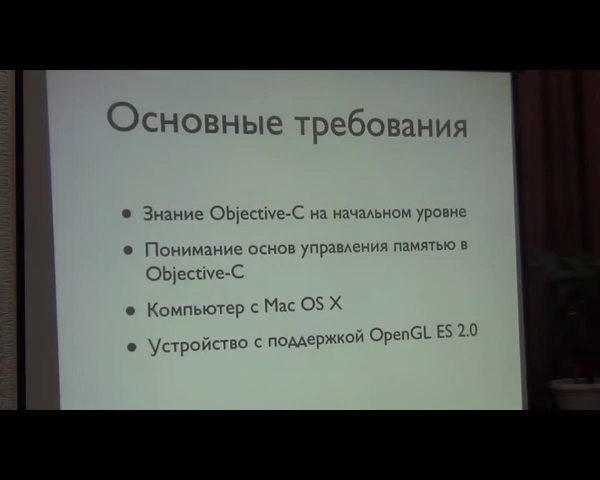 Основные требования
• Знание Objective-C на начальном уровне
• Понимание основ управления памятью в
Objective-C
• Компьютер с Mac OS X
• Устройство с поддержкой OpenGL ES 2.0